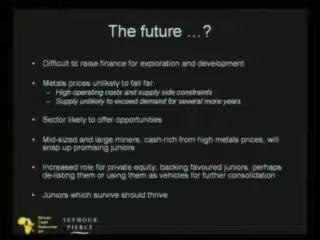 The future ...?
• Difficult to raise finance for exploration and development
• Metals prices unlikely to fall far
– High operating costs and supply side constraints
– Supply unlikely to exceed demand for several more years
• Sector likely to offer opportunities
• Mid-sized and large miners, cash-rich from high metals prices, will
snap up promising juniors
• Increased role for private equity, backing favoured juniors, perhaps
de-listing them or using them as vehicles for further consolidation
• Juniors which survive should thrive
African
Eagle
Resources
plc
SEYMOUR
PIERCE